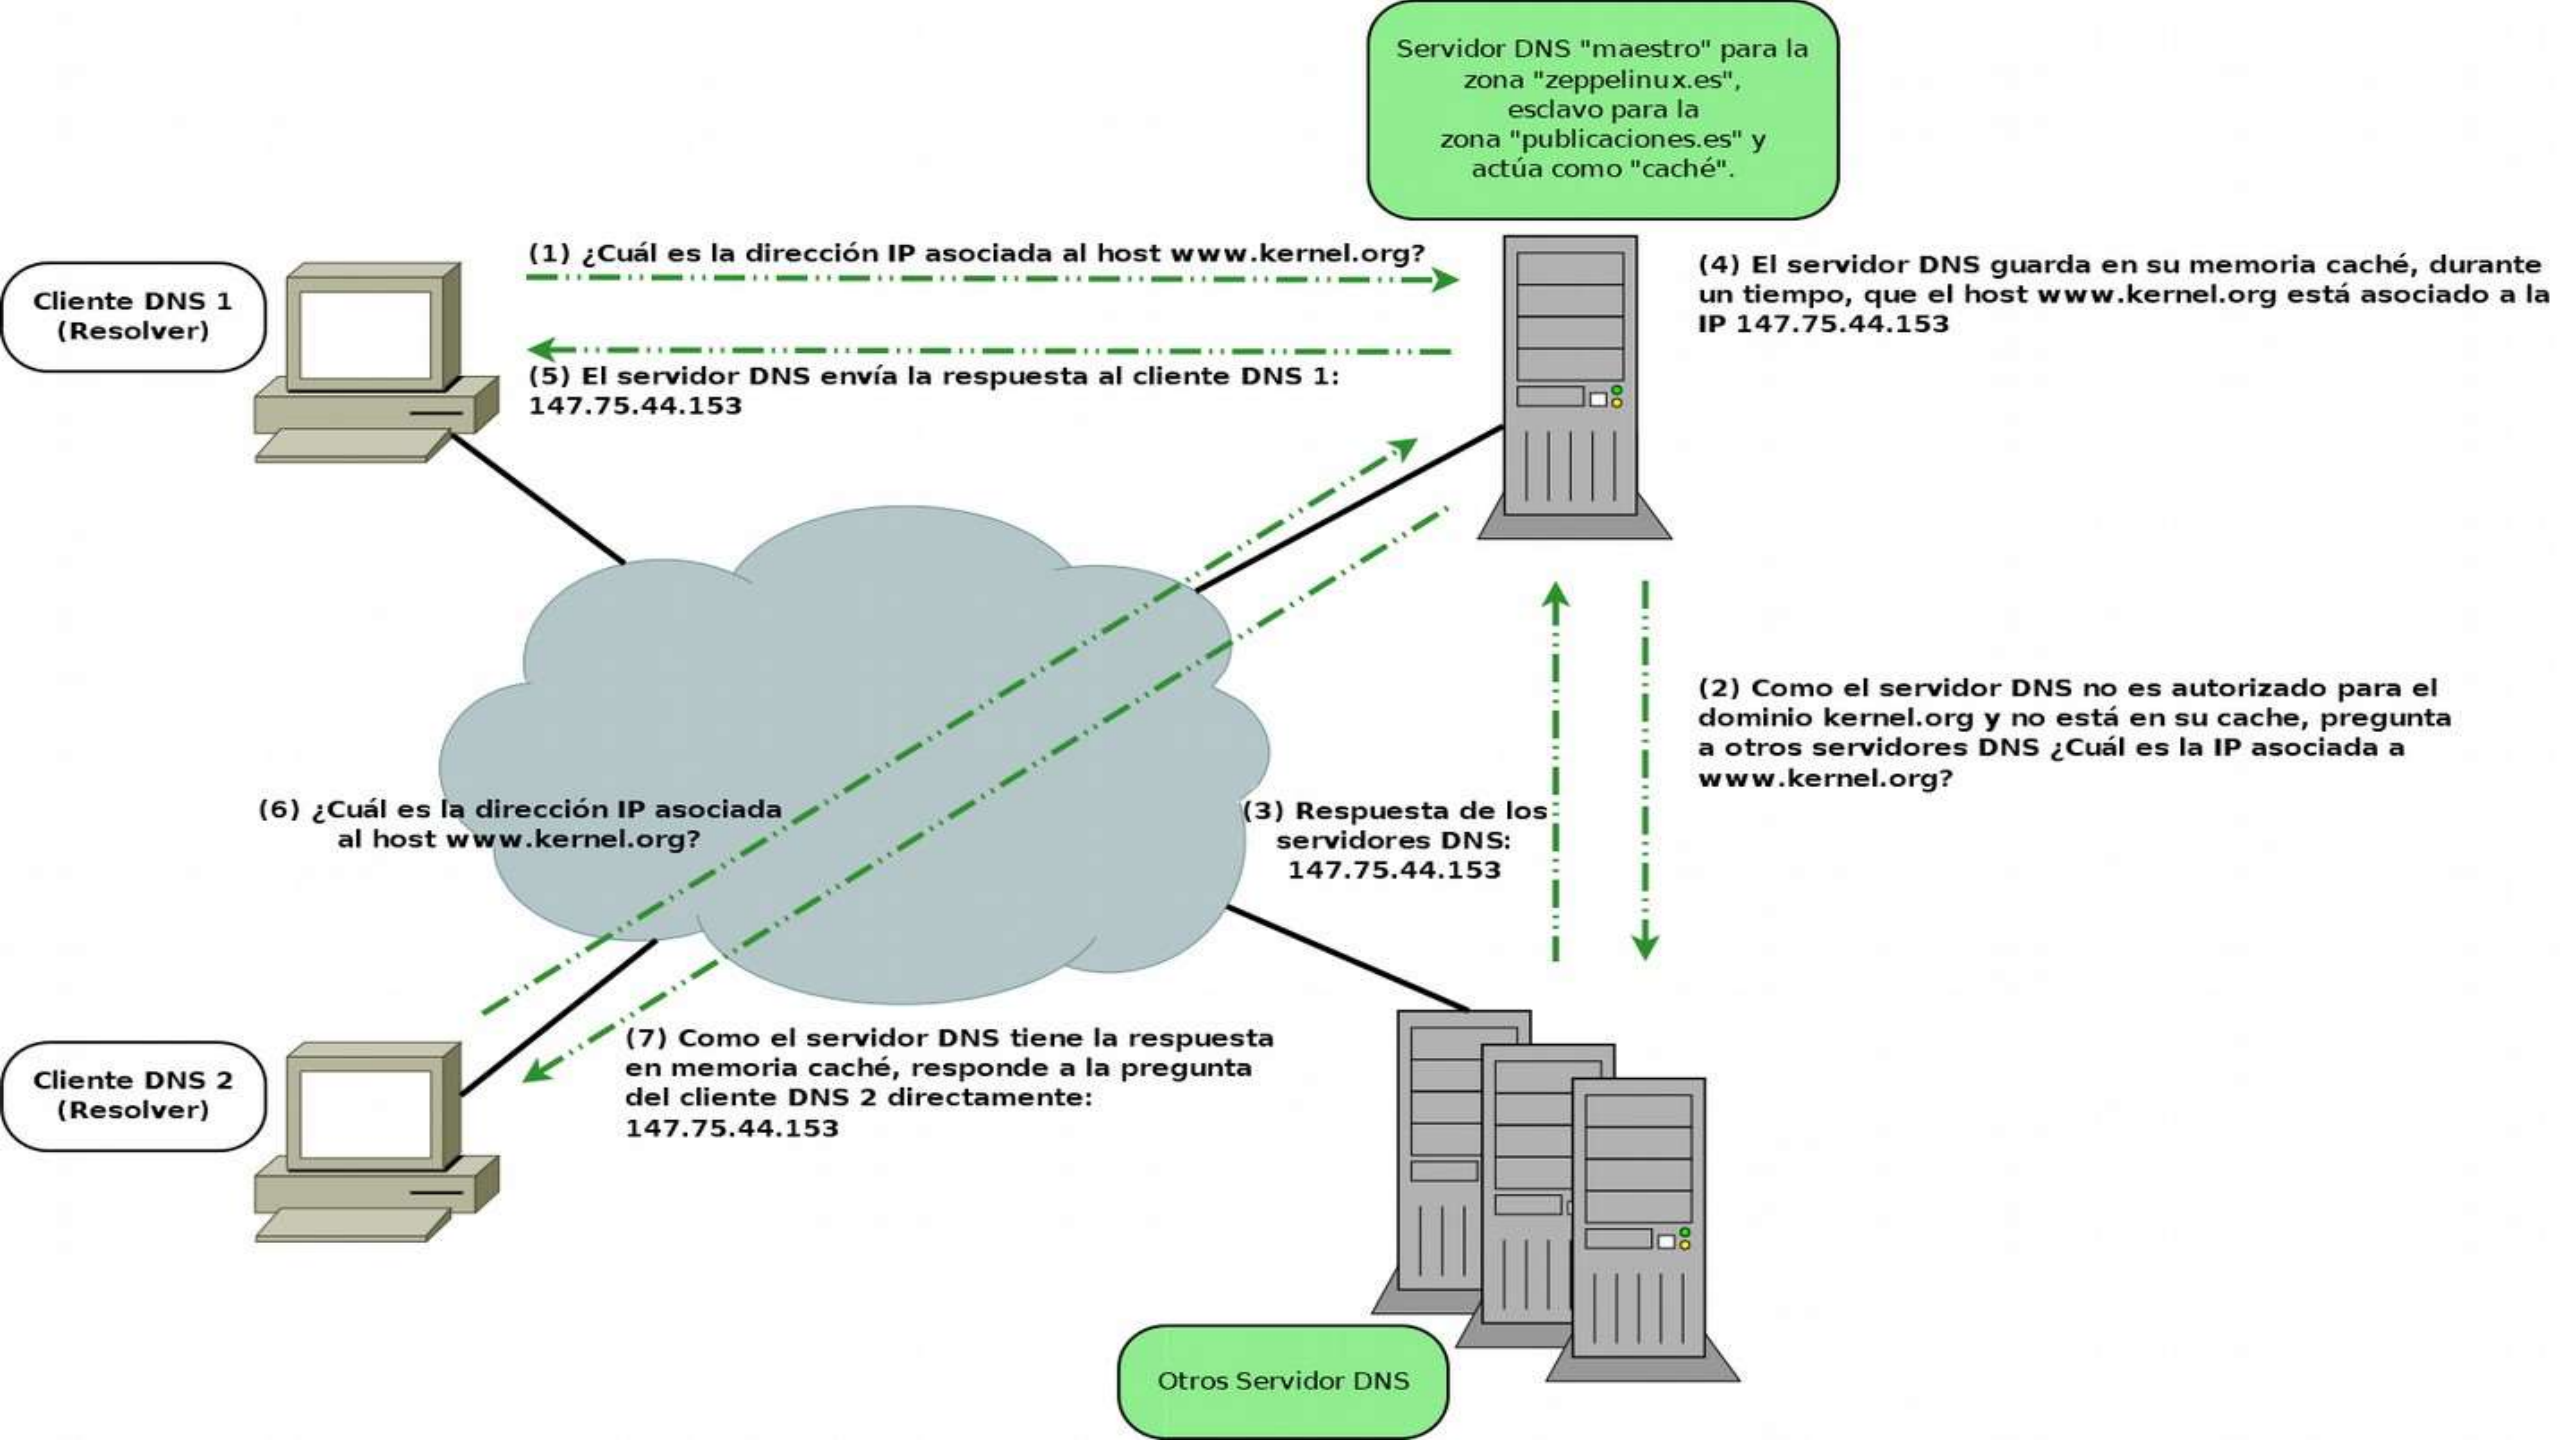 Servidor DNS "maestro" para la
zona "zeppelinux.es",
esclavo para la
zona "publicaciones.es" y
actúa como "caché".
(1) ¿Cuál es la dirección IP asociada al host www.kernel.org?
Cliente DNS 1
(Resolver)
(4) El servidor DNS guarda en su memoria caché, durante
un tiempo, que el host www.kernel.org está asociado a la
IP 147.75.44.153
(5) El servidor DNS envía la respuesta al cliente DNS 1:
147.75.44.153
(2) Como el servidor DNS no es autorizado para el
dominio kernel.org y no está en su cache, pregunta
a otros servidores DNS ¿Cuál es la IP asociada a
www.kernel.org?
(6) ¿Cuál es la dirección IP asociada
al host www.kernel.org?
(3) Respuesta de los
servidores DNS:
147.75.44.153
Cliente DNS 2
(Resolver)
(7) Como el servidor DNS tiene la respuesta
en memoria caché, responde a la pregunta
del cliente DNS 2 directamente:
147.75.44.153
Otros Servidor DNS